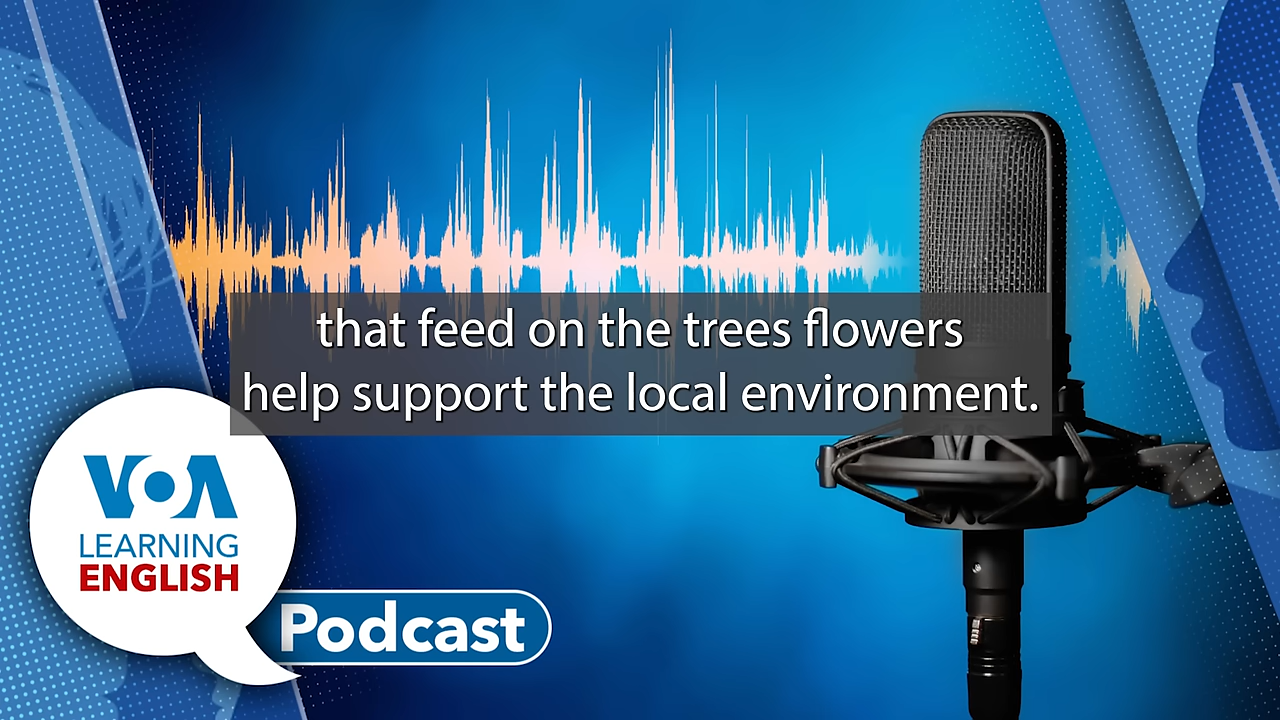 that feed on the trees flowers
help support the local environment.
VOA
LEARNING
ENGLISH
Podcast